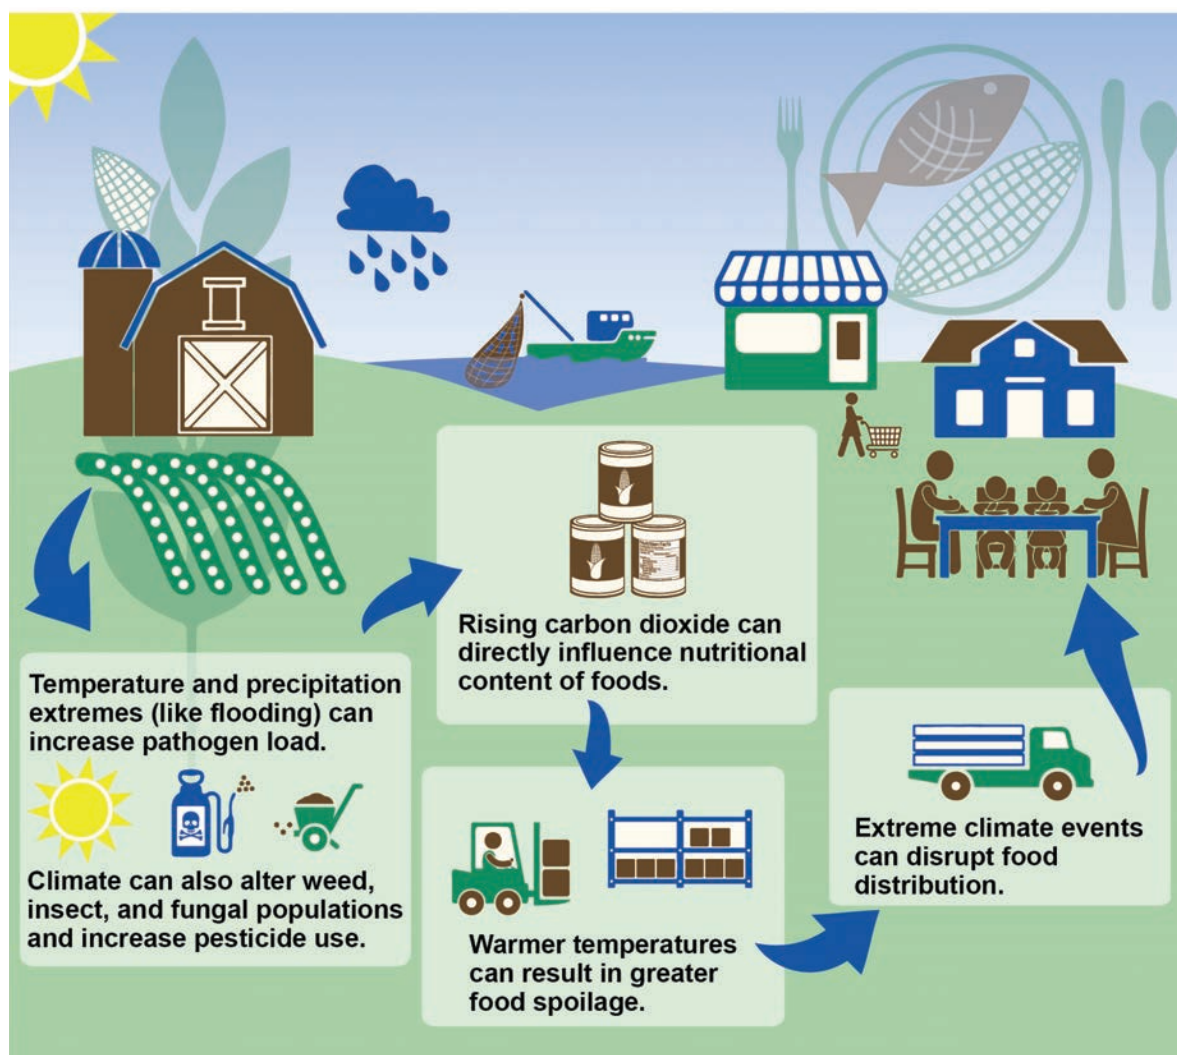 Temperature and precipitation
extremes (like flooding) can
increase pathogen load.
Climate can also alter weed,
insect, and fungal populations
and increase pesticide use.
Rising carbon dioxide can
directly influence nutritional
content of foods.
Warmer temperatures
can result in greater
food spoilage.
Extreme climate events
can disrupt food
distribution.